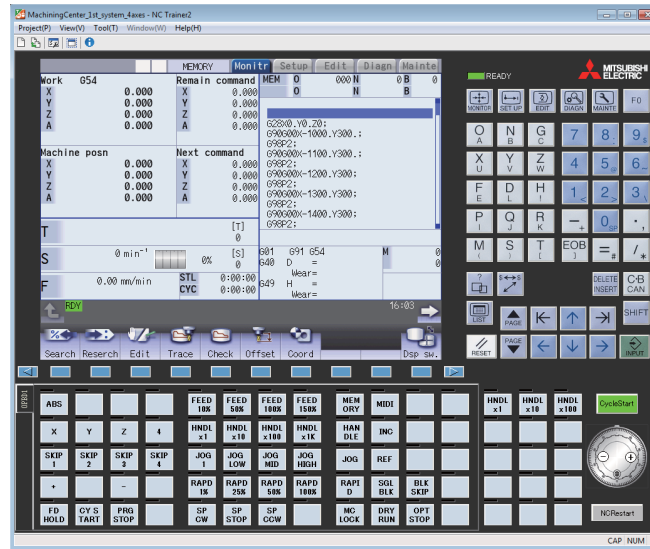 MachiningCenter_1st_system_4axes - NC Trainer2
Project(P) View(V) Tool(T) Window(W) Help(H)
MEMORY Monitr Setup Edit Diagn Mainte
Work G54 Remain command MEM O 000 N 0 B 0
O B
X 0.000 X 0.000
Y 0.000 Y 0.000
Z 0.000 Z 0.000
A 0.000 A 0.000
G28X0.Y0.Z0;
G90G00X-1000.Y300.;
G98P2;
G90G00X-1100.Y300.;
G98P2;
G90G00X-1200.Y300.;
G98P2;
G90G00X-1300.Y300.;
G98P2;
G90G00X-1400.Y300.;
G98P2;
Machine posn Next command
X 0.000 X 0.000
Y 0.000 Y 0.000
Z 0.000 Z 0.000
A 0.000 A 0.000
T [T] 0
S 0 min⁻¹ 0% [S] 0
F 0.00 mm/min STL 0:00:00
CYC 0:00:00
G01 G91 G54 M 0
G40 D = 0
Wear=
G49 H = 0
Wear=
RDY 16:03
Search Reserch Edit Trace Check Offset Coord Dsp sw.
READY
MITSUBISHI
ELECTRIC
MONITOR SET UP EDIT DIAGN MAINTE F0
O A N B G C 7 8 9
X U Y V Z W 4 5 SP 6
F E D L H ! 1 2 3
P I Q J R K - + 0 SP . ,
M ( S ) T [ EOB ] = # / *
? $↔$ DELETE INSERT C·B CAN
LIST PAGE SHIFT
RESET PAGE INPUT
IOBD1
ABS FEED 10% FEED 50% FEED 100% FEED 150% MEM ORY MIDI HNDL x1 HNDL x10 HNDL x100 CycleStart
X Y Z 4 HNDL x1 HNDL x10 HNDL x100 HNDL x1K HAN DLE INC
SKIP 1 SKIP 2 SKIP 3 SKIP 4 JOG 1 JOG LOW JOG MID JOG HIGH JOG REF
+ - RAPD 1% RAPD 25% RAPD 50% RAPD 100% RAPI D SGL BLK BLK SKIP
FD HOLD CY S TART PRG STOP SP CW SP STOP SP CCW MC LOCK DRY RUN OPT STOP NCRestart
CAP NUM